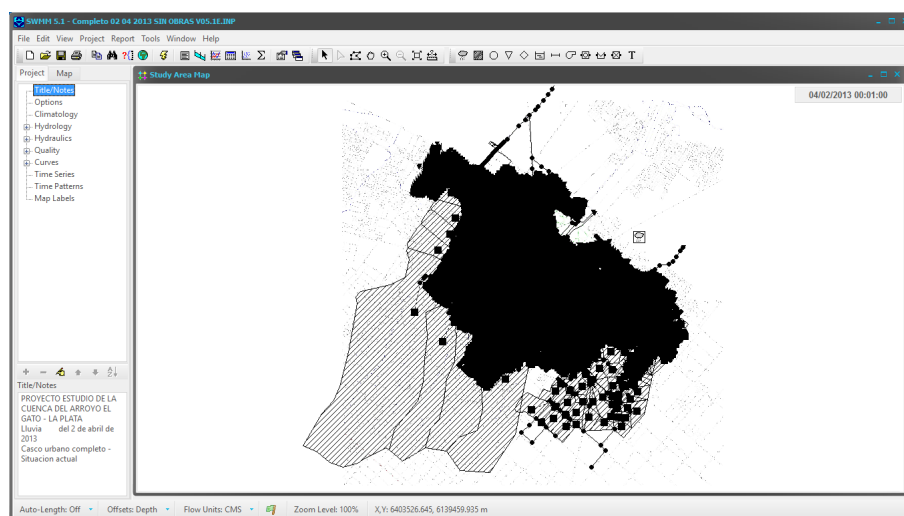 SWMM 5.1 - Completo 02 04 2013 SIN OBRAS V05.1E.INP
File Edit View Project Report Tools Window Help
Project Map
Study Area Map
04/02/2013 00:01:00
Title/Notes
Options
Climatology
Hydrology
Hydraulics
Quality
Curves
Time Series
Time Patterns
Map Labels
Title/Notes
PROYECTO ESTUDIO DE LA
CUENCA DEL ARROYO EL
GATO - LA PLATA
Lluvia del 2 de abril de
2013
Casco urbano completo -
Situacion actual
Auto-Length: Off Offsets: Depth Flow Units: CMS Zoom Level: 100% X,Y: 6403526.645, 6139459.935 m